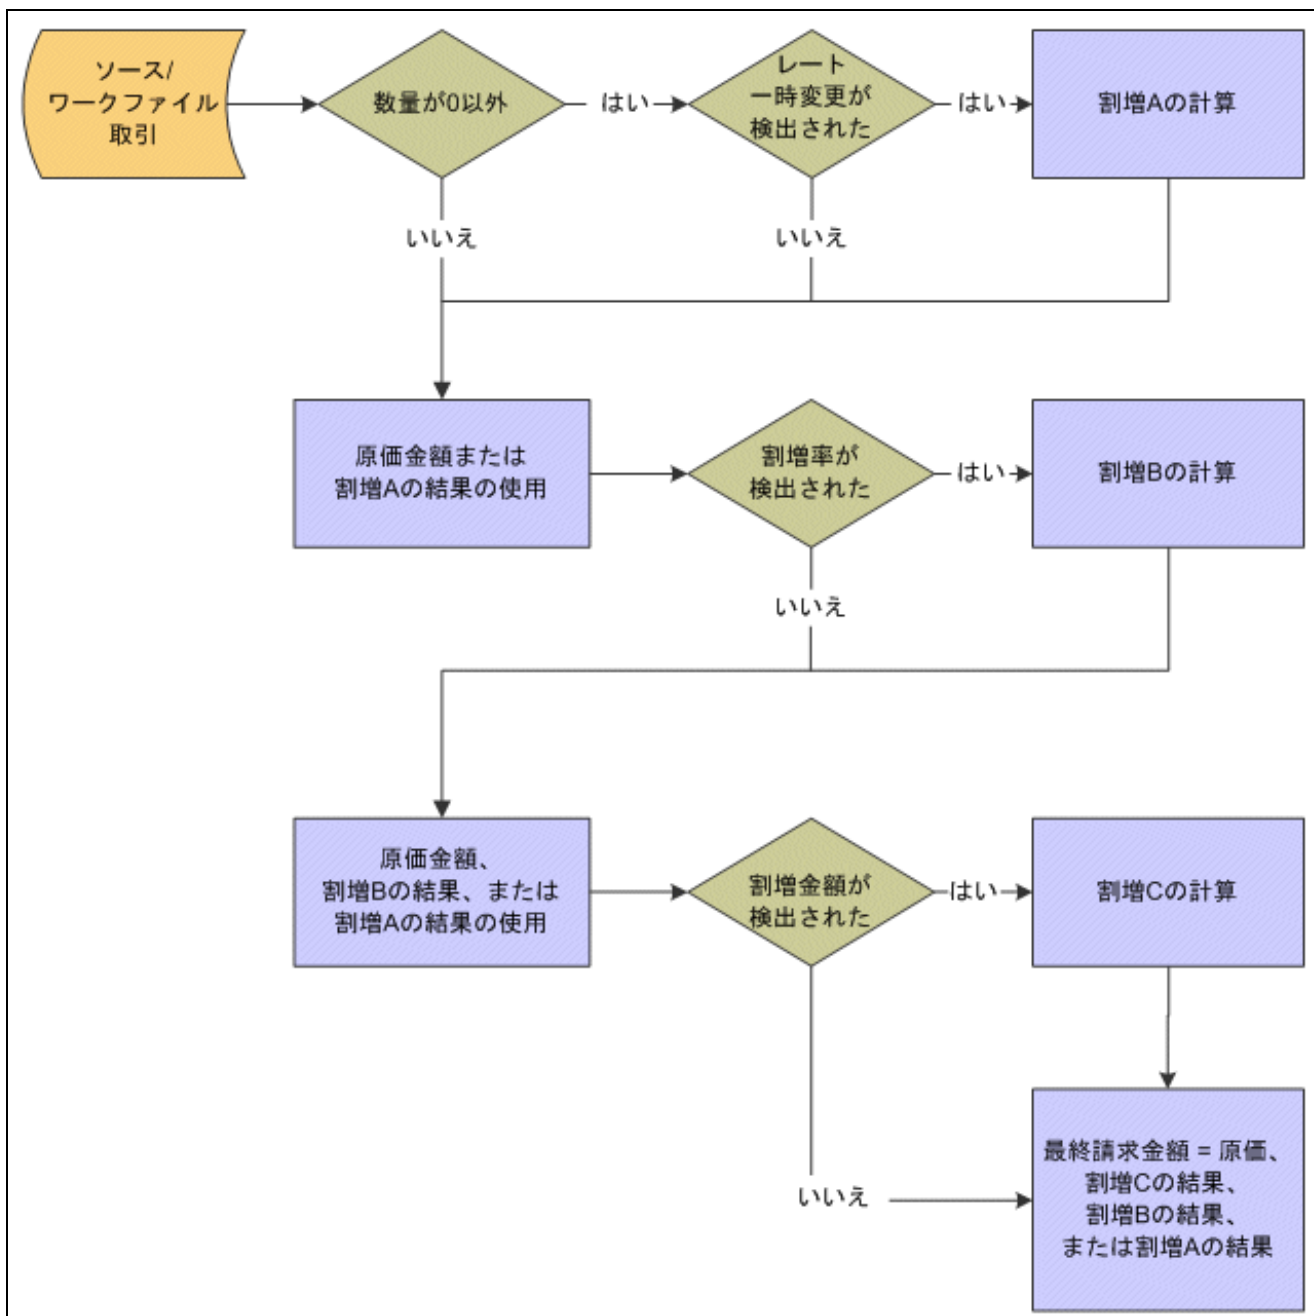 ソース/
ワークファイル
取引
数量が0以外
はい
レート
一時変更が
検出された
はい
割増Aの計算
いいえ
いいえ
原価金額または
割増Aの結果の使用
割増率が
検出された
はい
割増Bの計算
いいえ
原価金額、
割増Bの結果、または
割増Aの結果の使用
割増金額が
検出された
はい
割増Cの計算
いいえ
最終請求金額 = 原価、
割増Cの結果、
割増Bの結果、
または割増Aの結果